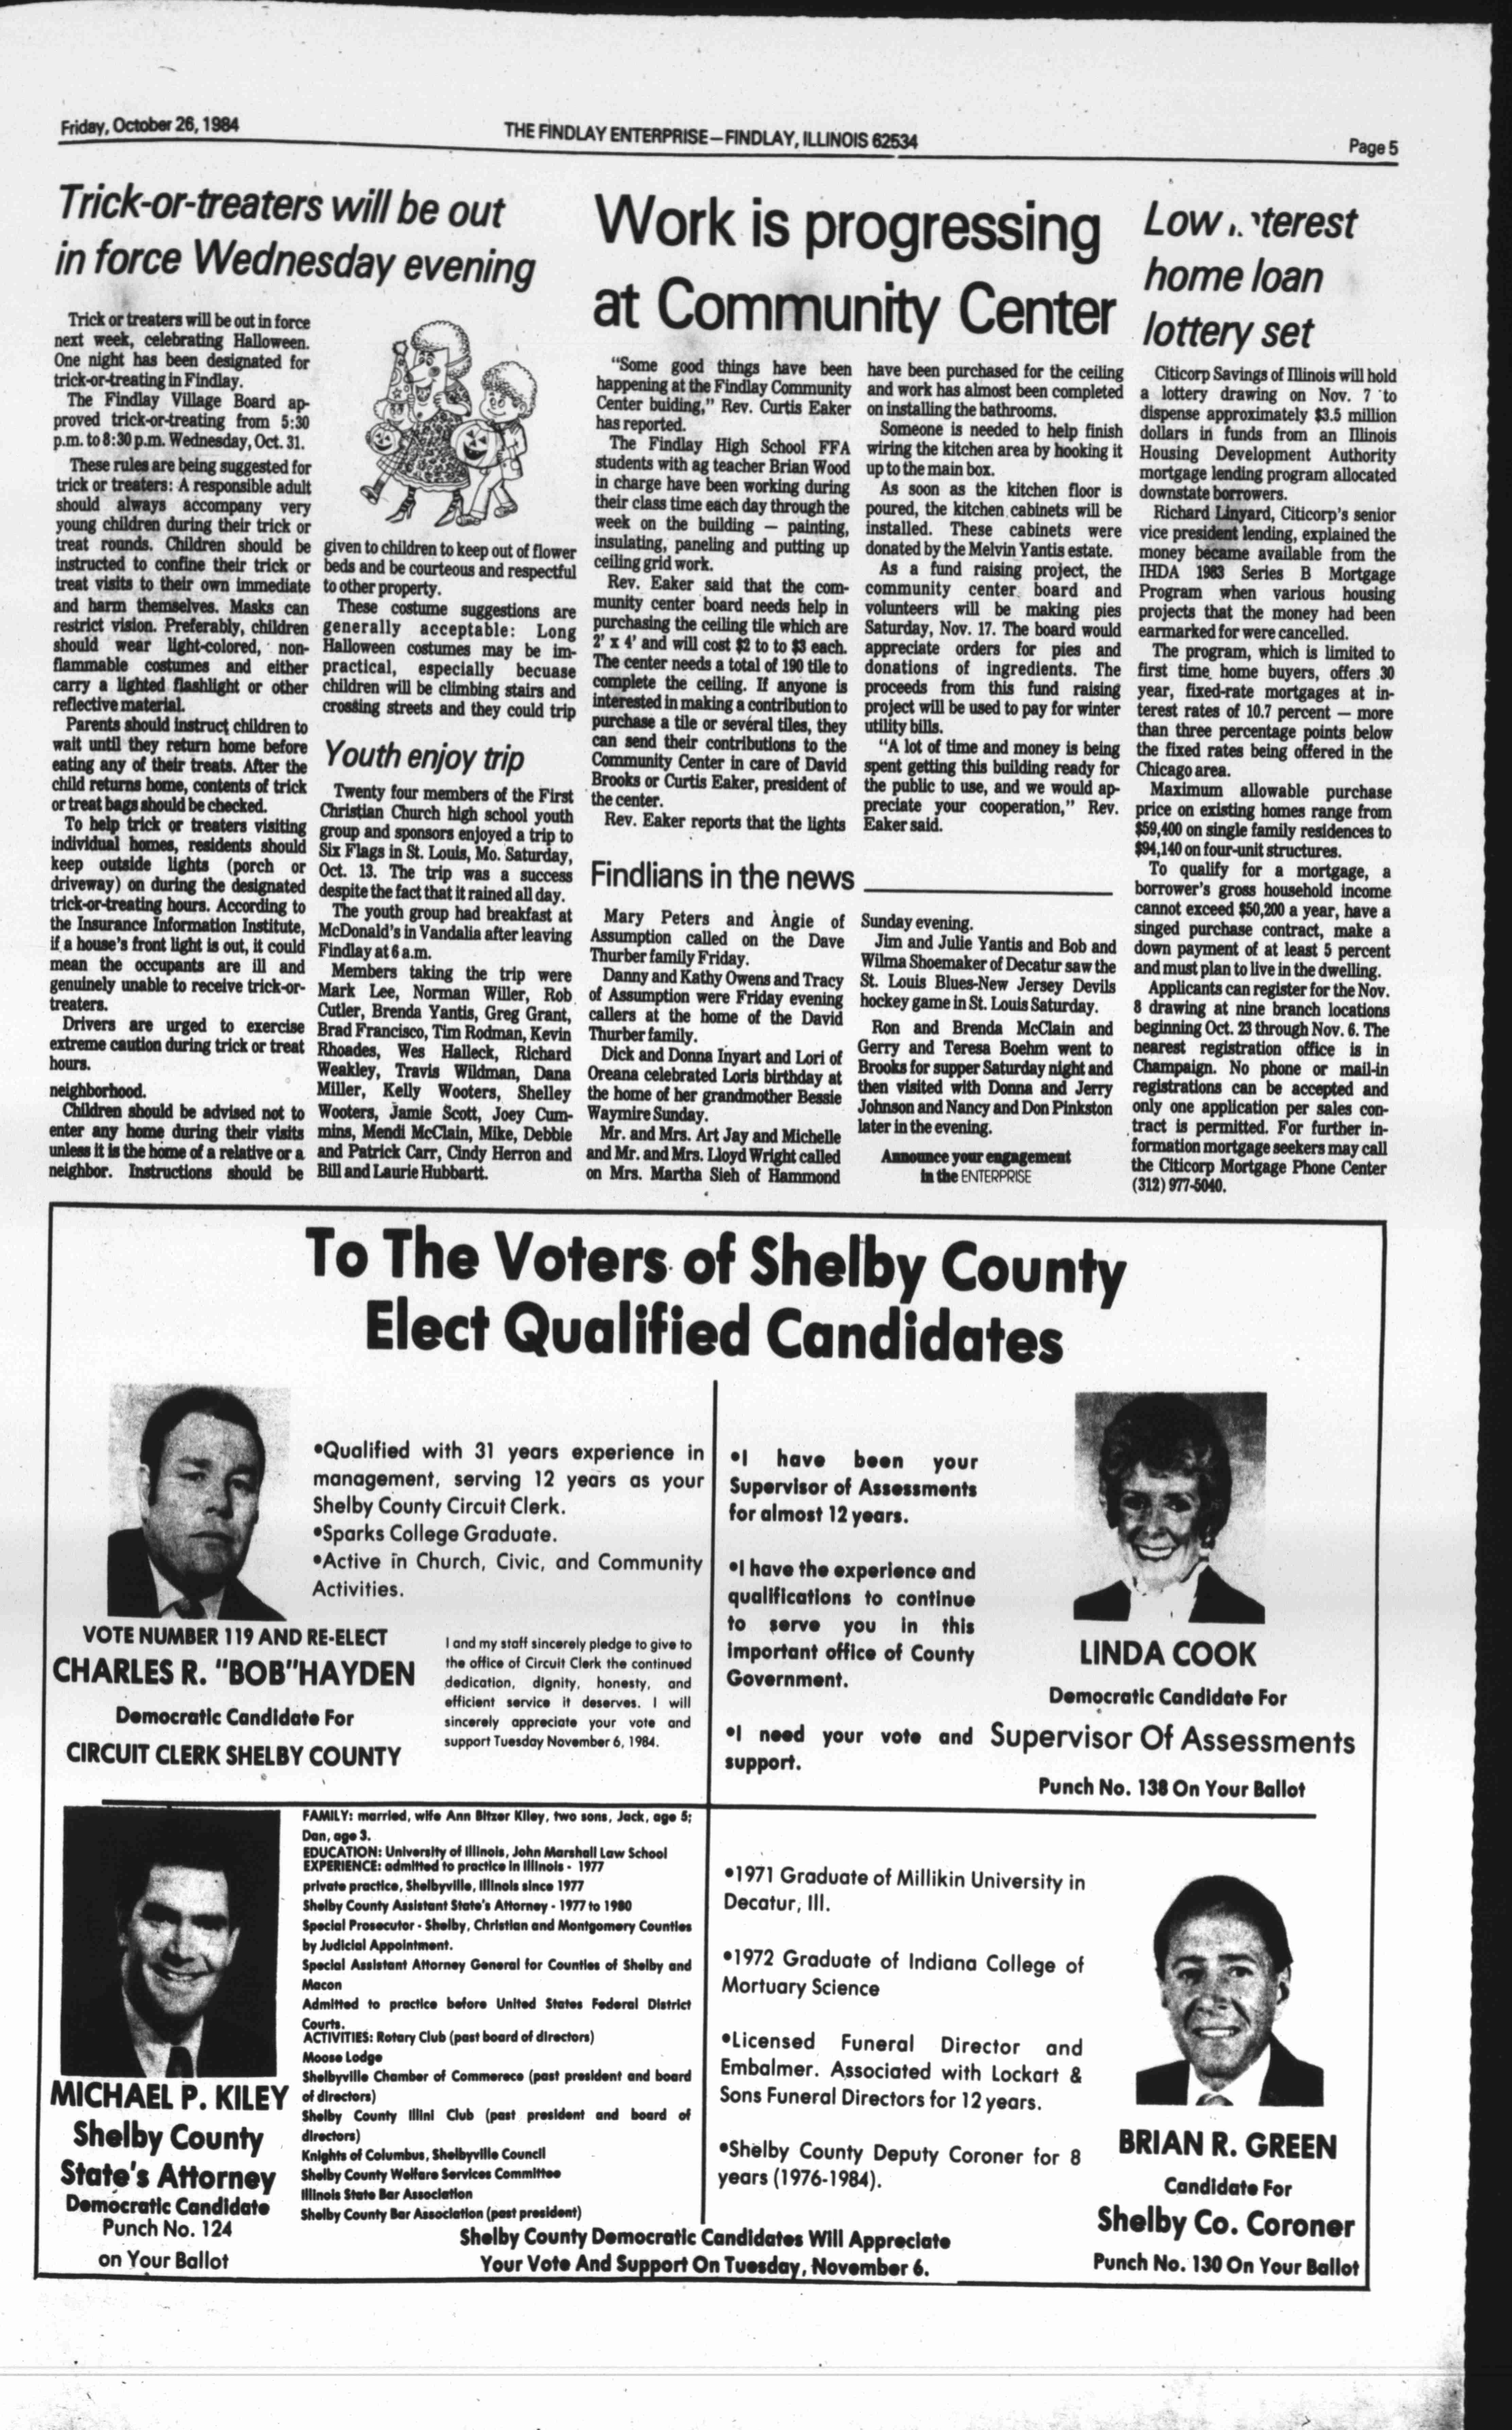 Friday, October 26, 1984
THE FINDLAY ENTERPRISE—FINDLAY, ILLINOIS 62534
Page 5
Trick-or-treaters will be out
in force Wednesday evening
Trick or treaters will be out in force
next week, celebrating Halloween.
One night has been designated for
trick-or-treating in Findlay.
The Findlay Village Board ap-
proved trick-or-treating from 5:30
p.m. to 8:30 p.m. Wednesday, Oct. 31.
These rules are being suggested for
trick or treaters: A responsible adult
should always accompany very
young children during their trick or
treat rounds. Children should be
instructed to confine their trick or
treat visits to their own immediate
and harm themselves. Masks can
restrict vision. Preferably, children
should wear light-colored, non-
flammable costumes and either
carry a lighted flashlight or other
reflective material.
Parents should instruct children to
wait until they return home before
eating any of their treats. After the
child returns home, contents of trick
or treat bags should be checked.
To help trick or treaters visiting
individual homes, residents should
keep outside lights (porch or
driveway) on during the designated
trick-or-treating hours. According to
the Insurance Information Institute,
if a house's front light is out, it could
mean the occupants are ill and
genuinely unable to receive trick-or-
treaters.
Drivers are urged to exercise
extreme caution during trick or treat
hours.
neighborhood.
Children should be advised not to
enter any home during their visits
unless it is the home of a relative or a
neighbor. Instructions should be
given to children to keep out of flower
beds and be courteous and respectful
to other property.
These costume suggestions are
generally acceptable: Long
Halloween costumes may be im-
practical, especially becuase
children will be climbing stairs and
crossing streets and they could trip
Youth enjoy trip
Twenty four members of the First
Christian Church high school youth
group and sponsors enjoyed a trip to
Six Flags in St. Louis, Mo. Saturday,
Oct. 13. The trip was a success
despite the fact that it rained all day.
The youth group had breakfast at
McDonald's in Vandalia after leaving
Findlay at 6 a.m.
Members taking the trip were
Mark Lee, Norman Willer, Rob
Cutler, Brenda Yantis, Greg Grant,
Brad Francisco, Tim Rodman, Kevin
Rhoades, Wes Halleck, Richard
Weakley, Travis Wildman, Dana
Miller, Kelly Wooters, Shelley
Wooters, Jamie Scott, Joey Cum-
mins, Mendi McClain, Mike, Debbie
and Patrick Carr, Cindy Herron and
Bill and Laurie Hubbartt.
Work is progressing
at Community Center
"Some good things have been
happening at the Findlay Community
Center buiding," Rev. Curtis Eaker
has reported.
The Findlay High School FFA
students with ag teacher Brian Wood
in charge have been working during
their class time each day through the
week on the building — painting,
insulating, paneling and putting up
ceiling grid work.
Rev. Eaker said that the com-
munity center board needs help in
purchasing the ceiling tile which are
2' x 4' and will cost $2 to to $3 each.
The center needs a total of 190 tile to
complete the ceiling. If anyone is
interested in making a contribution to
purchase a tile or several tiles, they
can send their contributions to the
Community Center in care of David
Brooks or Curtis Eaker, president of
the center.
Rev. Eaker reports that the lights
have been purchased for the ceiling
and work has almost been completed
on installing the bathrooms.
Someone is needed to help finish
wiring the kitchen area by hooking it
up to the main box.
As soon as the kitchen floor is
poured, the kitchen cabinets will be
installed. These cabinets were
donated by the Melvin Yantis estate.
As a fund raising project, the
community center board and
volunteers will be making pies
Saturday, Nov. 17. The board would
appreciate orders for pies and
donations of ingredients. The
proceeds from this fund raising
project will be used to pay for winter
utility bills.
"A lot of time and money is being
spent getting this building ready for
the public to use, and we would ap-
preciate your cooperation," Rev.
Eaker said.
Findlians in the news
Mary Peters and Angie of
Assumption called on the Dave
Thurber family Friday.
Danny and Kathy Owens and Tracy
of Assumption were Friday evening
callers at the home of the David
Thurber family.
Dick and Donna Inyart and Lori of
Oreana celebrated Loris birthday at
the home of her grandmother Bessie
Waymire Sunday.
Mr. and Mrs. Art Jay and Michelle
and Mr. and Mrs. Lloyd Wright called
on Mrs. Martha Sieh of Hammond
Sunday evening.
Jim and Julie Yantis and Bob and
Wilma Shoemaker of Decatur saw the
St. Louis Blues-New Jersey Devils
hockey game in St. Louis Saturday.
Ron and Brenda McClain and
Gerry and Teresa Boehm went to
Brooks for supper Saturday night and
then visited with Donna and Jerry
Johnson and Nancy and Don Pinkston
later in the evening.
Announce your engagement
in the ENTERPRISE
Low
home loan
lottery set
Citicorp Savings of Illinois will hold
a lottery drawing on Nov. 7 to
dispense approximately $3.5 million
dollars in funds from an Illinois
Housing Development Authority
mortgage lending program allocated
downstate borrowers.
Richard Linyard, Citicorp's senior
vice president lending, explained the
money became available from the
IHDA 1983 Series B Mortgage
Program when various housing
projects that the money had been
earmarked for were cancelled.
The program, which is limited to
first time home buyers, offers 30
year, fixed-rate mortgages at in-
terest rates of 10.7 percent — more
than three percentage points below
the fixed rates being offered in the
Chicago area.
Maximum allowable purchase
price on existing homes range from
$59,400 on single family residences to
$94,140 on four-unit structures.
To qualify for a mortgage, a
borrower's gross household income
cannot exceed $50,200 a year, have a
singed purchase contract, make a
down payment of at least 5 percent
and must plan to live in the dwelling.
Applicants can register for the Nov.
8 drawing at nine branch locations
beginning Oct. 23 through Nov. 6. The
nearest registration office is in
Champaign. No phone or mail-in
registrations can be accepted and
only one application per sales con-
tract is permitted. For further in-
formation mortgage seekers may call
the Citicorp Mortgage Phone Center
(312) 977-5040.
To The Voters of Shelby County
Elect Qualified Candidates
•Qualified with 31 years experience in
management, serving 12 years as your
Shelby County Circuit Clerk.
•Sparks College Graduate.
•Active in Church, Civic, and Community
Activities.
VOTE NUMBER 119 AND RE-ELECT
CHARLES R. "BOB" HAYDEN
Democratic Candidate For
CIRCUIT CLERK SHELBY COUNTY
I and my staff sincerely pledge to give to
the office of Circuit Clerk the continued
dedication, dignity, honesty, and
efficient service it deserves. I will
sincerely appreciate your vote and
support Tuesday November 6, 1984.
•I have been your
Supervisor of Assessments
for almost 12 years.
•I have the experience and
qualifications to continue
to serve you in this
important office of County
Government.
•I need your vote and
support.
LINDA COOK
Democratic Candidate For
Supervisor Of Assessments
Punch No. 138 On Your Ballot
FAMILY: married, wife Ann Bitzer Kiley, two sons, Jack, age 5;
Dan, age 3.
EDUCATION: University of Illinois, John Marshall Law School
EXPERIENCE: admitted to practice in Illinois - 1977
private practice, Shelbyville, Illinois since 1977
Shelby County Assistant State's Attorney - 1977 to 1980
Special Prosecutor - Shelby, Christian and Montgomery Counties
by Judicial Appointment.
Special Assistant Attorney General for Counties of Shelby and
Macon
Admitted to practice before United States Federal District
Courts.
ACTIVITIES: Rotary Club (past board of directors)
Moose Lodge
Shelbyville Chamber of Commerece (past president and board
of directors)
Shelby County Illini Club (past president and board of
directors)
Knights of Columbus, Shelbyville Council
Shelby County Welfare Services Committee
Illinois State Bar Association
Shelby County Bar Association (past president)
MICHAEL P. KILEY
Shelby County
State's Attorney
Democratic Candidate
Punch No. 124
on Your Ballot
•1971 Graduate of Millikin University in
Decatur, Ill.
•1972 Graduate of Indiana College of
Mortuary Science
•Licensed Funeral Director and
Embalmer. Associated with Lockart &
Sons Funeral Directors for 12 years.
•Shelby County Deputy Coroner for 8
years (1976-1984).
BRIAN R. GREEN
Candidate For
Shelby Co. Coroner
Punch No. 130 On Your Ballot
Shelby County Democratic Candidates Will Appreciate
Your Vote And Support On Tuesday, November 6.